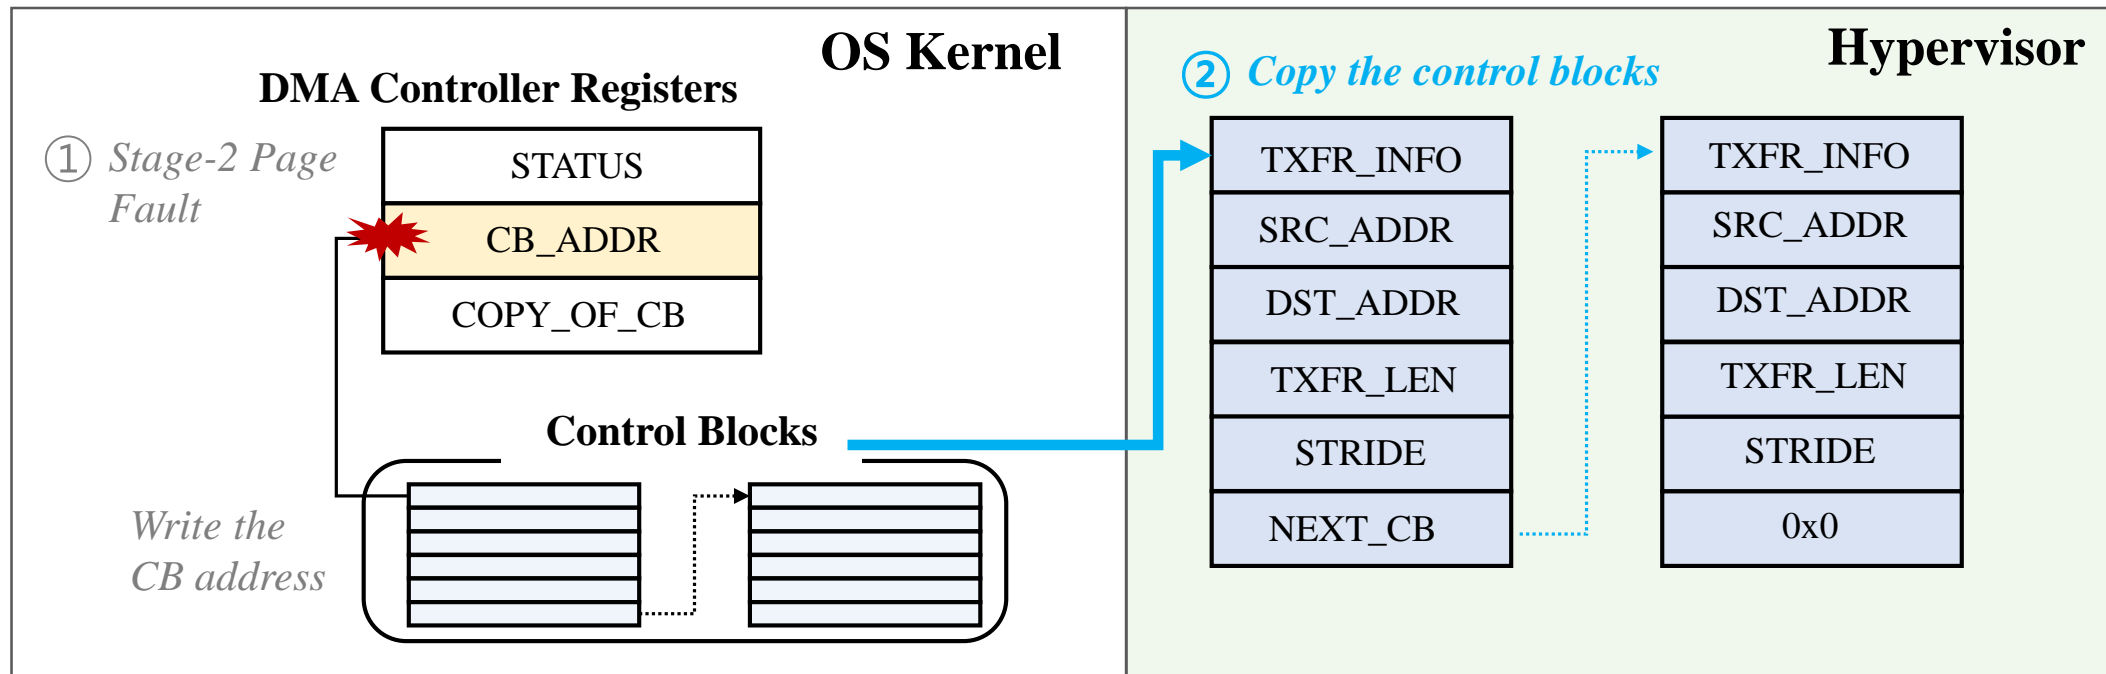 OS Kernel
DMA Controller Registers
① Stage-2 Page
Fault
STATUS
CB_ADDR
COPY_OF_CB
Control Blocks
Write the
CB address
Hypervisor
② Copy the control blocks
TXFR_INFO
SRC_ADDR
DST_ADDR
TXFR_LEN
STRIDE
NEXT_CB
TXFR_INFO
SRC_ADDR
DST_ADDR
TXFR_LEN
STRIDE
0x0